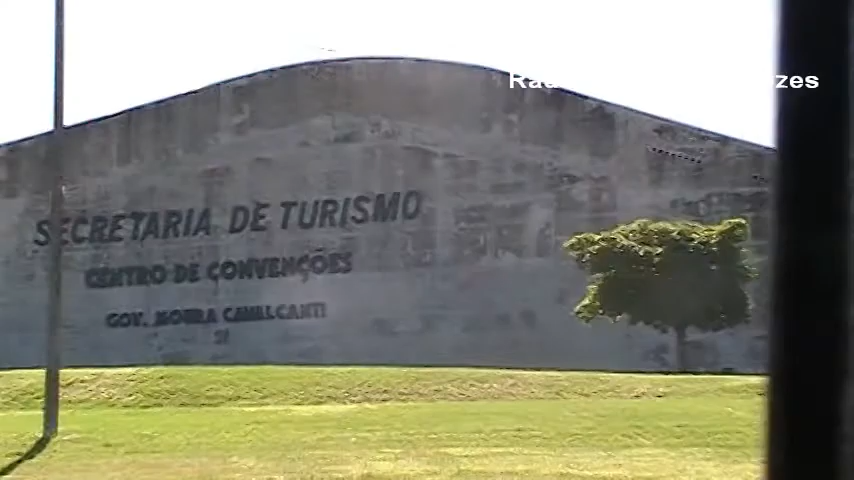 SECRETARIA DE TURISMO
CENTRO DE CONVENÇÕES
GOV. MOURA CAVALCANTI